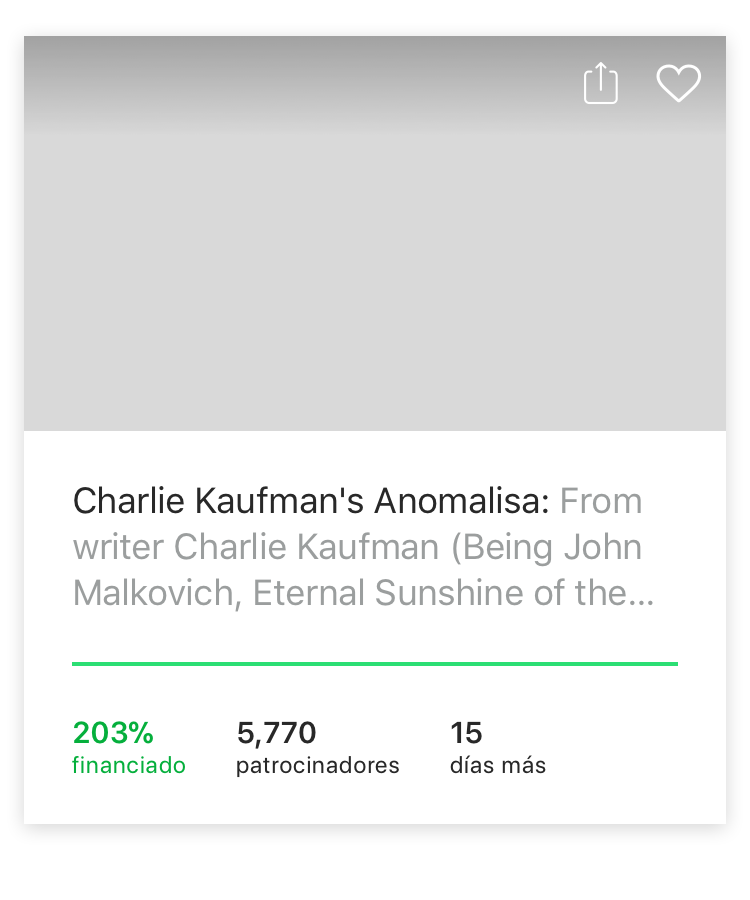 Charlie Kaufman's Anomalisa: From
writer Charlie Kaufman (Being John
Malkovich, Eternal Sunshine of the...
203% 5,770 15
financiado patrocinadores días más